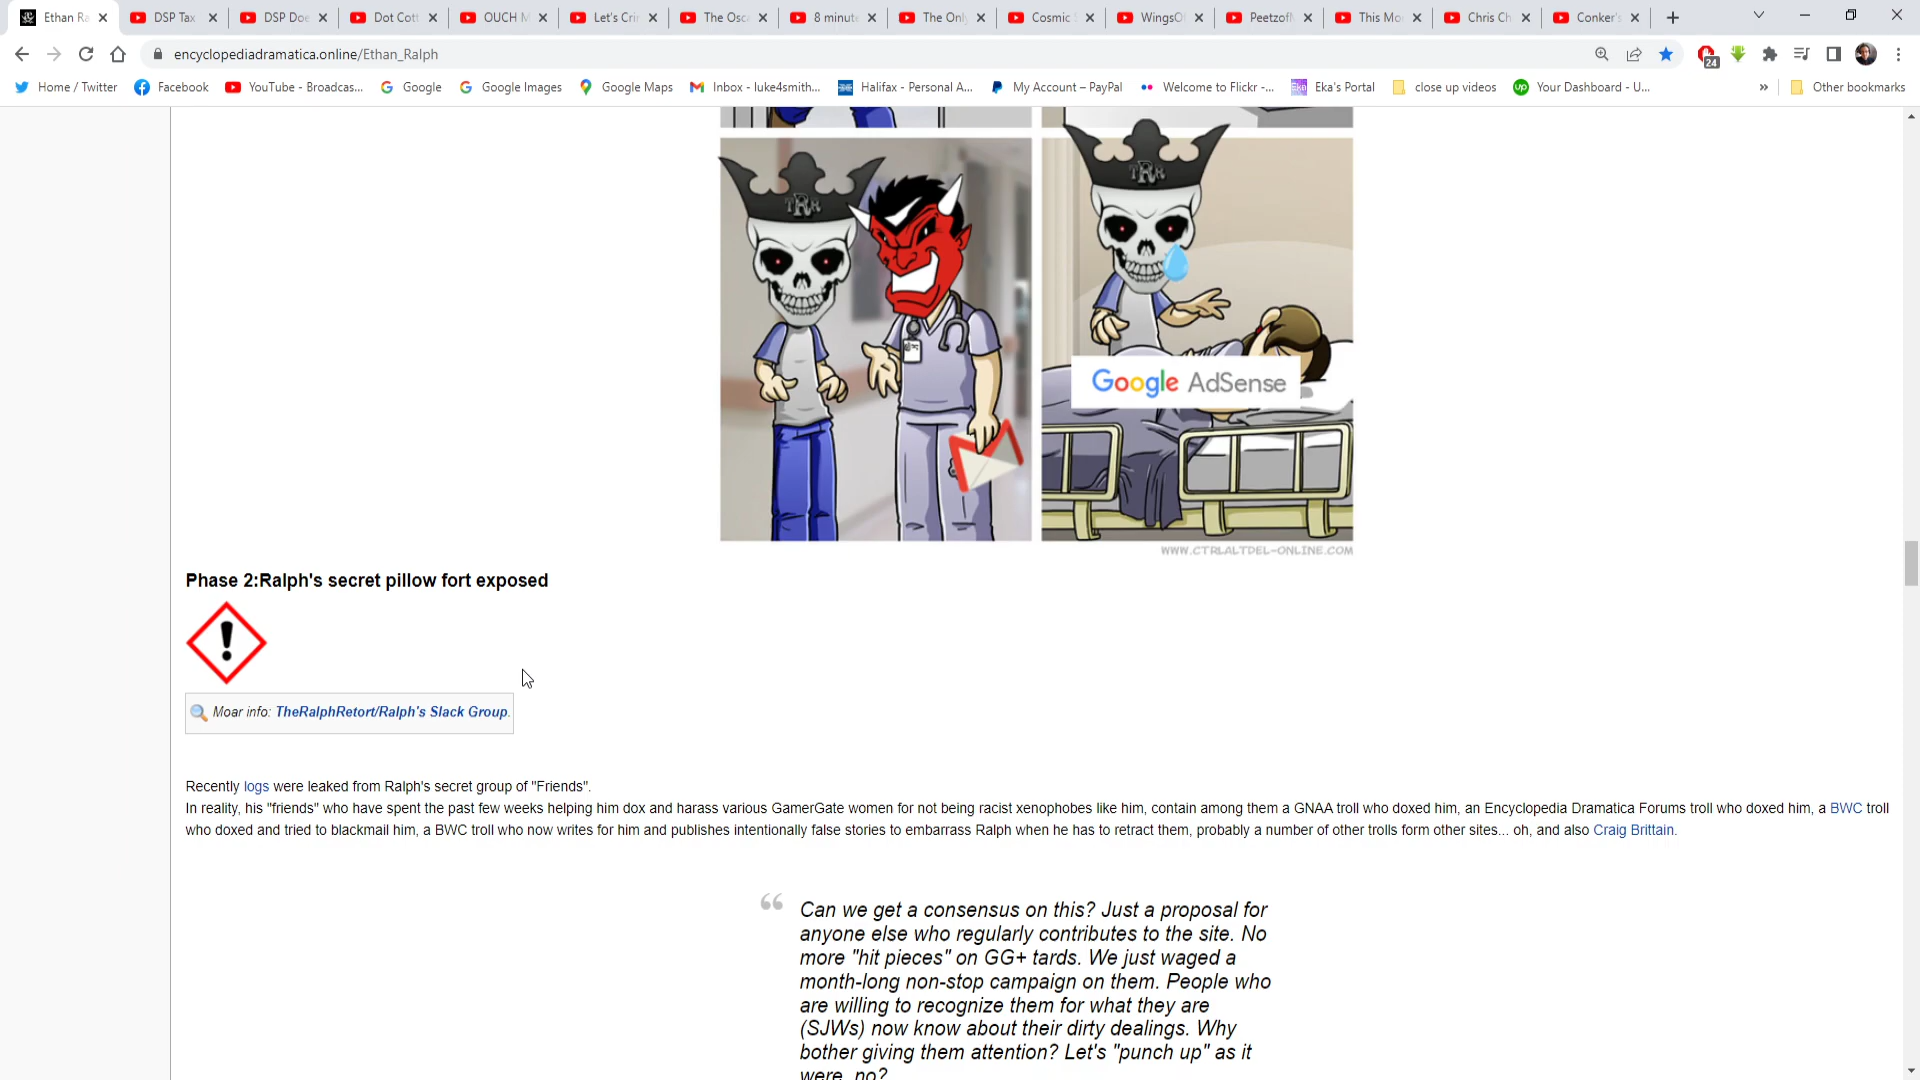 Ethan Ra
DSP Tax
DSP Doe
Dot Cott
OUCH M
Let's Cri
The Osca
8 minute
The Only
Cosmic S
WingsO
PeetzofN
This Mo
Chris Ch
Conker's
encyclopediadramatica.online/Ethan_Ralph
24
Home / Twitter
Facebook
YouTube - Broadcas...
Google
Google Images
Google Maps
Inbox - luke4smith...
Halifax - Personal A...
My Account – PayPal
Welcome to Flickr -...
Eka's Portal
close up videos
Your Dashboard - U...
»
Other bookmarks
TRR
TRR
Google AdSense
WWW.CTRLALTDEL-ONLINE.COM
Phase 2:Ralph's secret pillow fort exposed
!
Moar info: TheRalphRetort/Ralph's Slack Group.
Recently logs were leaked from Ralph's secret group of "Friends".
In reality, his "friends" who have spent the past few weeks helping him dox and harass various GamerGate women for not being racist xenophobes like him, contain among them a GNAA troll who doxed him, an Encyclopedia Dramatica Forums troll who doxed him, a BWC troll
who doxed and tried to blackmail him, a BWC troll who now writes for him and publishes intentionally false stories to embarrass Ralph when he has to retract them, probably a number of other trolls form other sites... oh, and also Craig Brittain.
“ Can we get a consensus on this? Just a proposal for
anyone else who regularly contributes to the site. No
more "hit pieces" on GG+ tards. We just waged a
month-long non-stop campaign on them. People who
are willing to recognize them for what they are
(SJWs) now know about their dirty dealings. Why
bother giving them attention? Let's "punch up" as it
were, no?